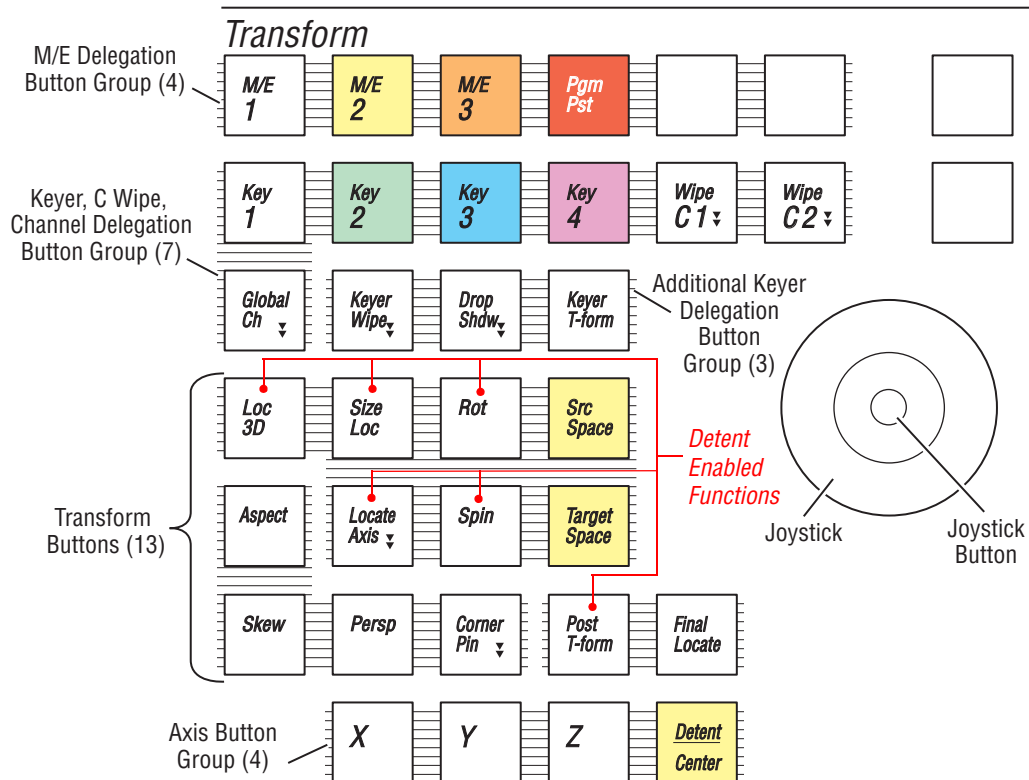 Transform
M/E Delegation
Button Group (4)
M/E
1
M/E
2
M/E
3
Pgm
Pst
Keyer, C Wipe,
Channel Delegation
Button Group (7)
Key
1
Key
2
Key
3
Key
4
Wipe
C1
Wipe
C2
Global
Ch
Keyer
Wipe
Drop
Shdw
Keyer
T-form
Additional Keyer
Delegation
Button
Group (3)
Transform
Buttons (13)
Loc
3D
Size
Loc
Rot
Src
Space
Detent
Enabled
Functions
Aspect
Locate
Axis
Spin
Target
Space
Joystick
Joystick
Button
Skew
Persp
Corner
Pin
Post
T-form
Final
Locate
Axis Button
Group (4)
X
Y
Z
Detent
Center